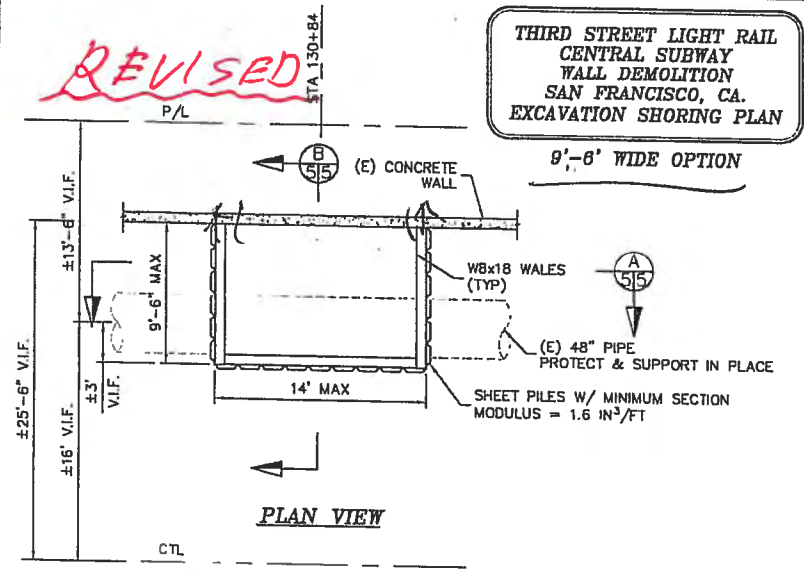 REVISED
STA 130+84
THIRD STREET LIGHT RAIL
CENTRAL SUBWAY
WALL DEMOLITION
SAN FRANCISCO, CA.
EXCAVATION SHORING PLAN
9'-6' WIDE OPTION
P/L
B
5 5
(E) CONCRETE
WALL
±13'-6" V.I.F.
9'-6" MAX
W8x18 WALES
(TYP)
A
5 5
±25'-6" V.I.F.
±3'
V.I.F.
(E) 48" PIPE
PROTECT & SUPPORT IN PLACE
14' MAX
SHEET PILES W/ MINIMUM SECTION
MODULUS = 1.6 IN³/FT
±16' V.I.F.
PLAN VIEW
CTL